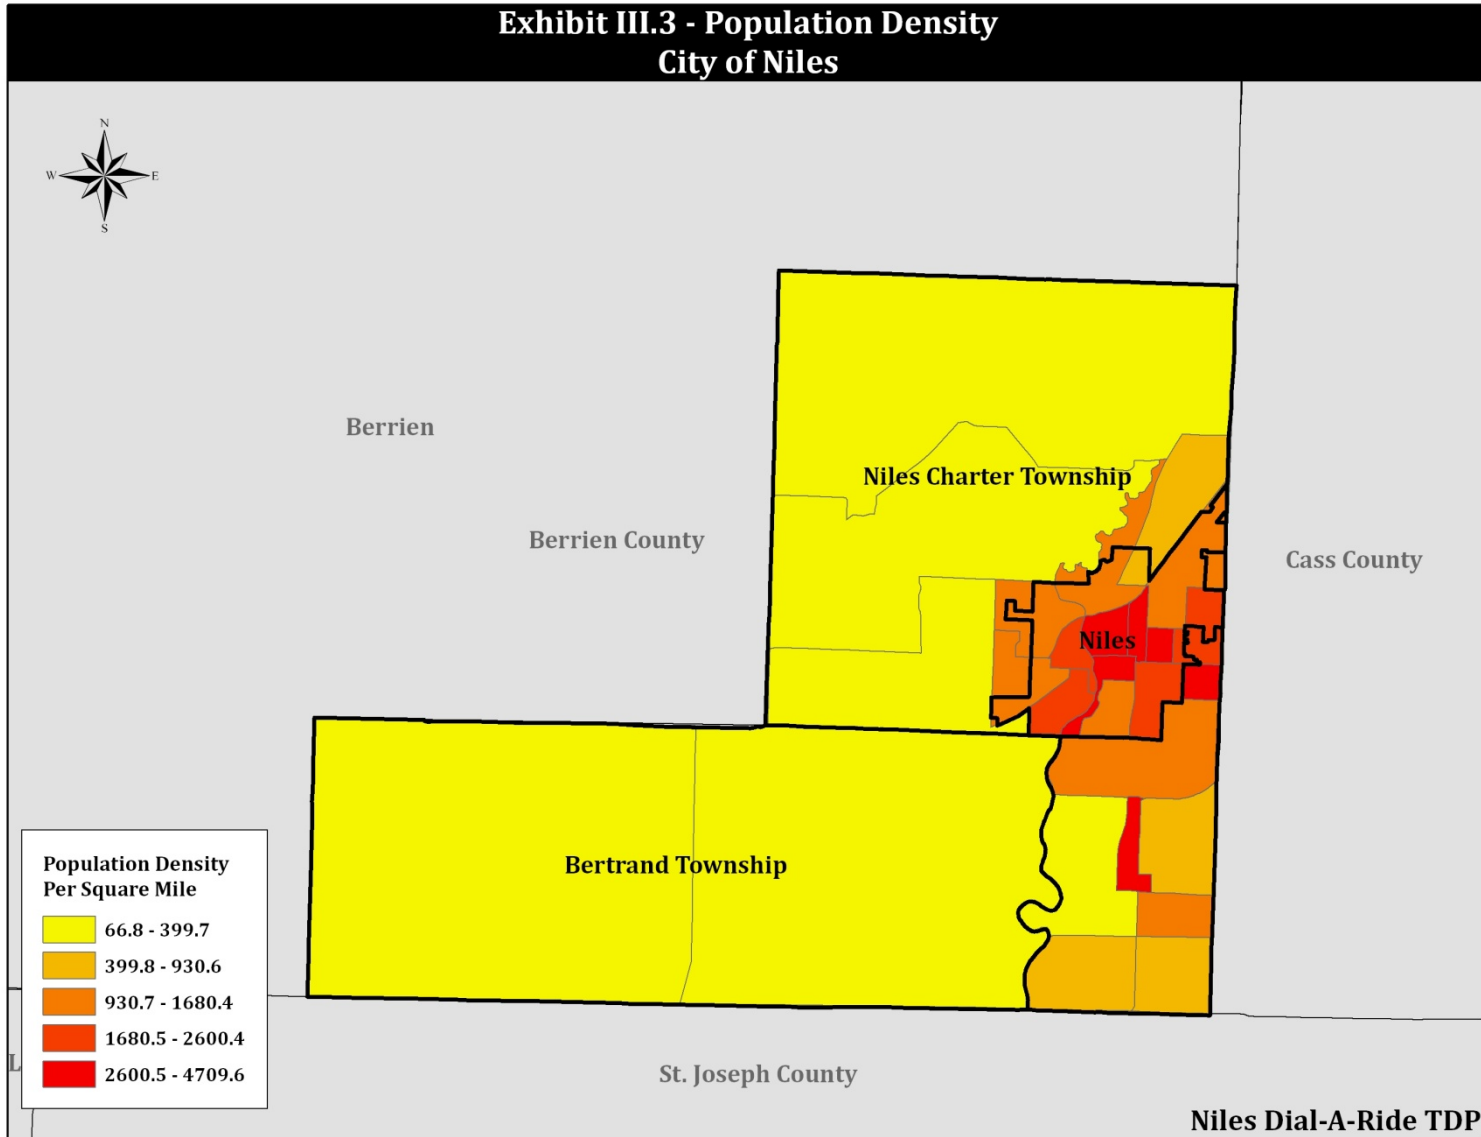 Exhibit III.3 - Population Density
City of Niles
N
W
E
S
Berrien
Niles Charter Township
Berrien County
Cass County
Niles
Bertrand Township
Population Density
Per Square Mile
66.8 - 399.7
399.8 - 930.6
930.7 - 1680.4
1680.5 - 2600.4
2600.5 - 4709.6
L
St. Joseph County
Niles Dial-A-Ride TDP